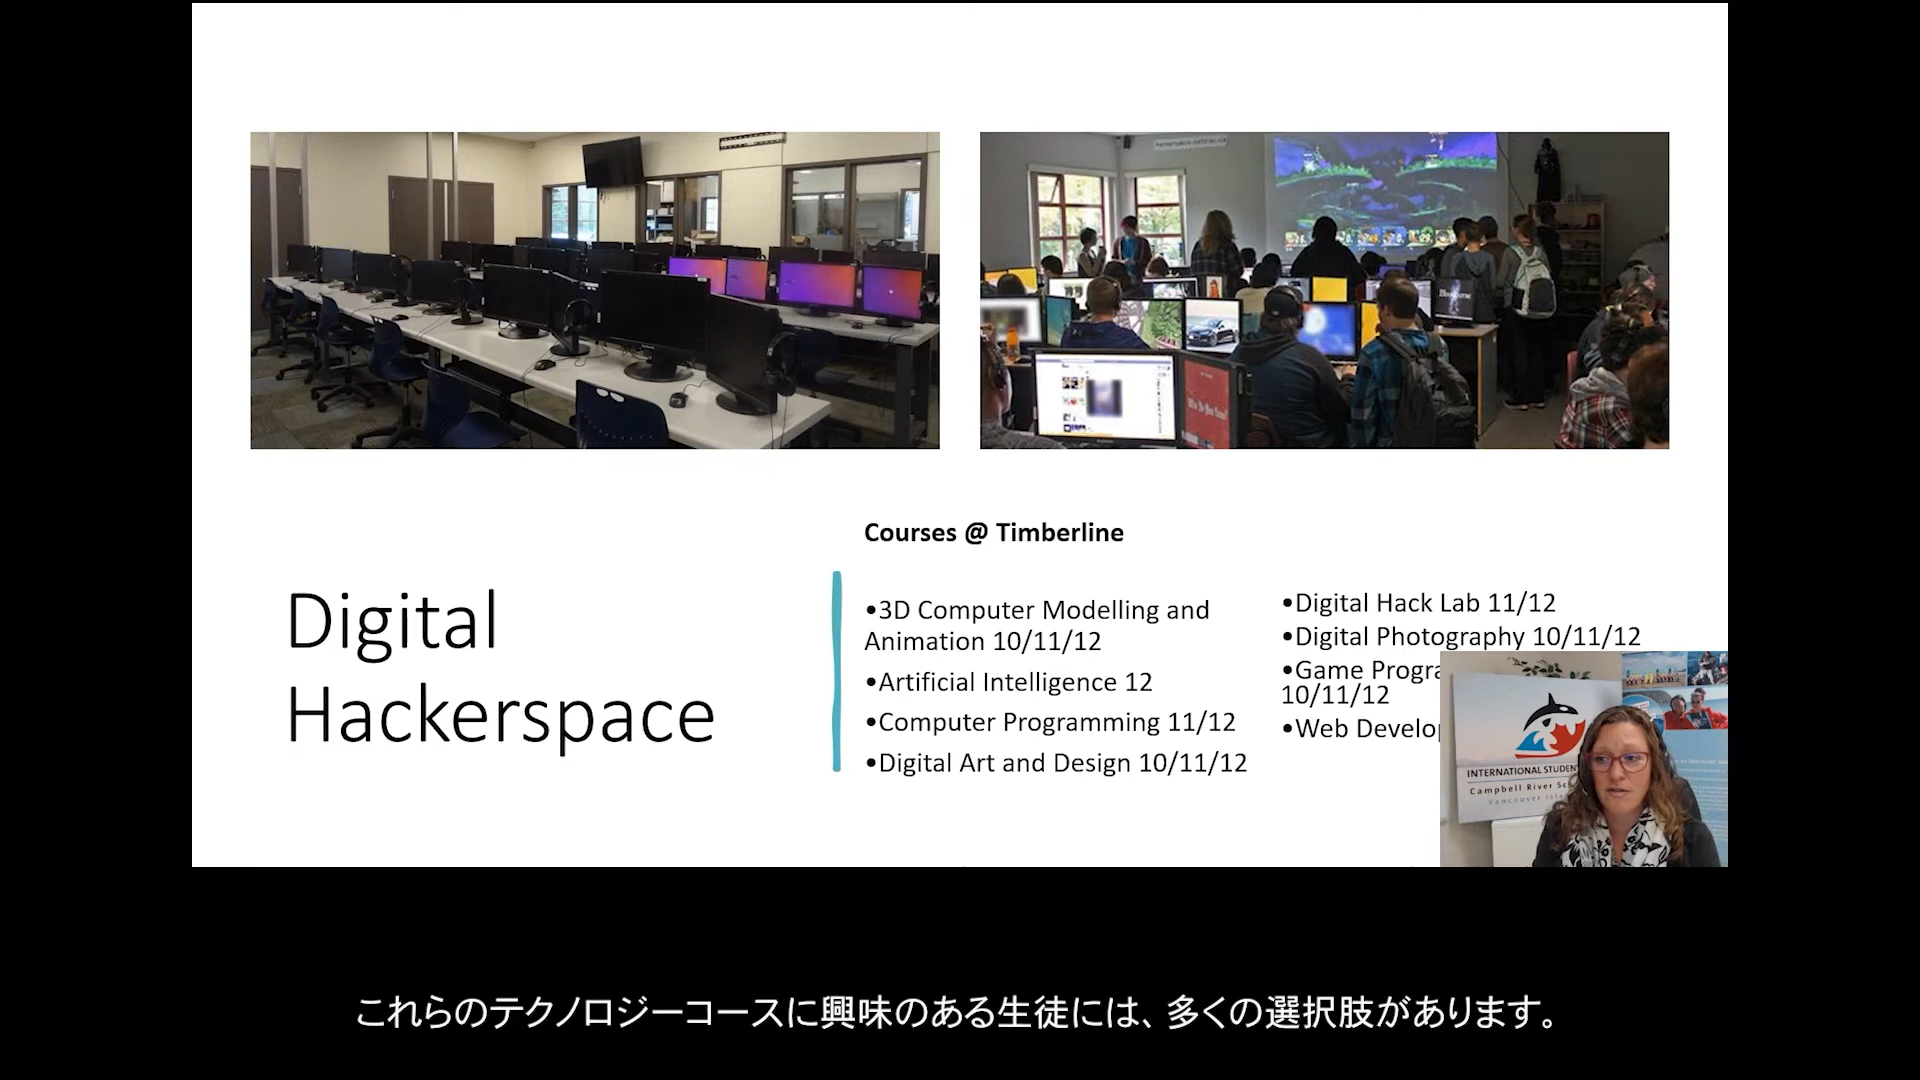 Courses @ Timberline
Digital
Hackerspace
•3D Computer Modelling and
Animation 10/11/12
•Artificial Intelligence 12
•Computer Programming 11/12
•Digital Art and Design 10/11/12
•Digital Hack Lab 11/12
•Digital Photography 10/11/12
•Game
10/11/12
•Web
INTERNATIONAL
Campbell River
Vancouver
これらのテクノロジーコースに興味のある生徒には、多くの選択肢があります。